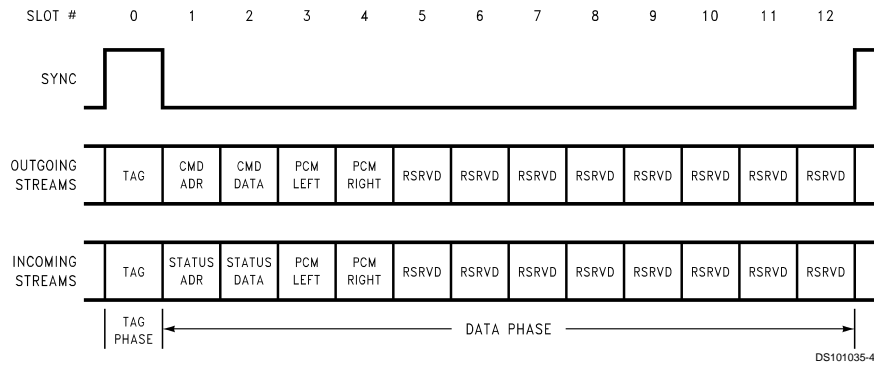 SLOT # 0 1 2 3 4 5 6 7 8 9 10 11 12
SYNC
OUTGOING STREAMS TAG CMD ADR CMD DATA PCM LEFT PCM RIGHT RSRVD RSRVD RSRVD RSRVD RSRVD RSRVD RSRVD RSRVD
INCOMING STREAMS TAG STATUS ADR STATUS DATA PCM LEFT PCM RIGHT RSRVD RSRVD RSRVD RSRVD RSRVD RSRVD RSRVD RSRVD
TAG PHASE DATA PHASE
DS101035-4